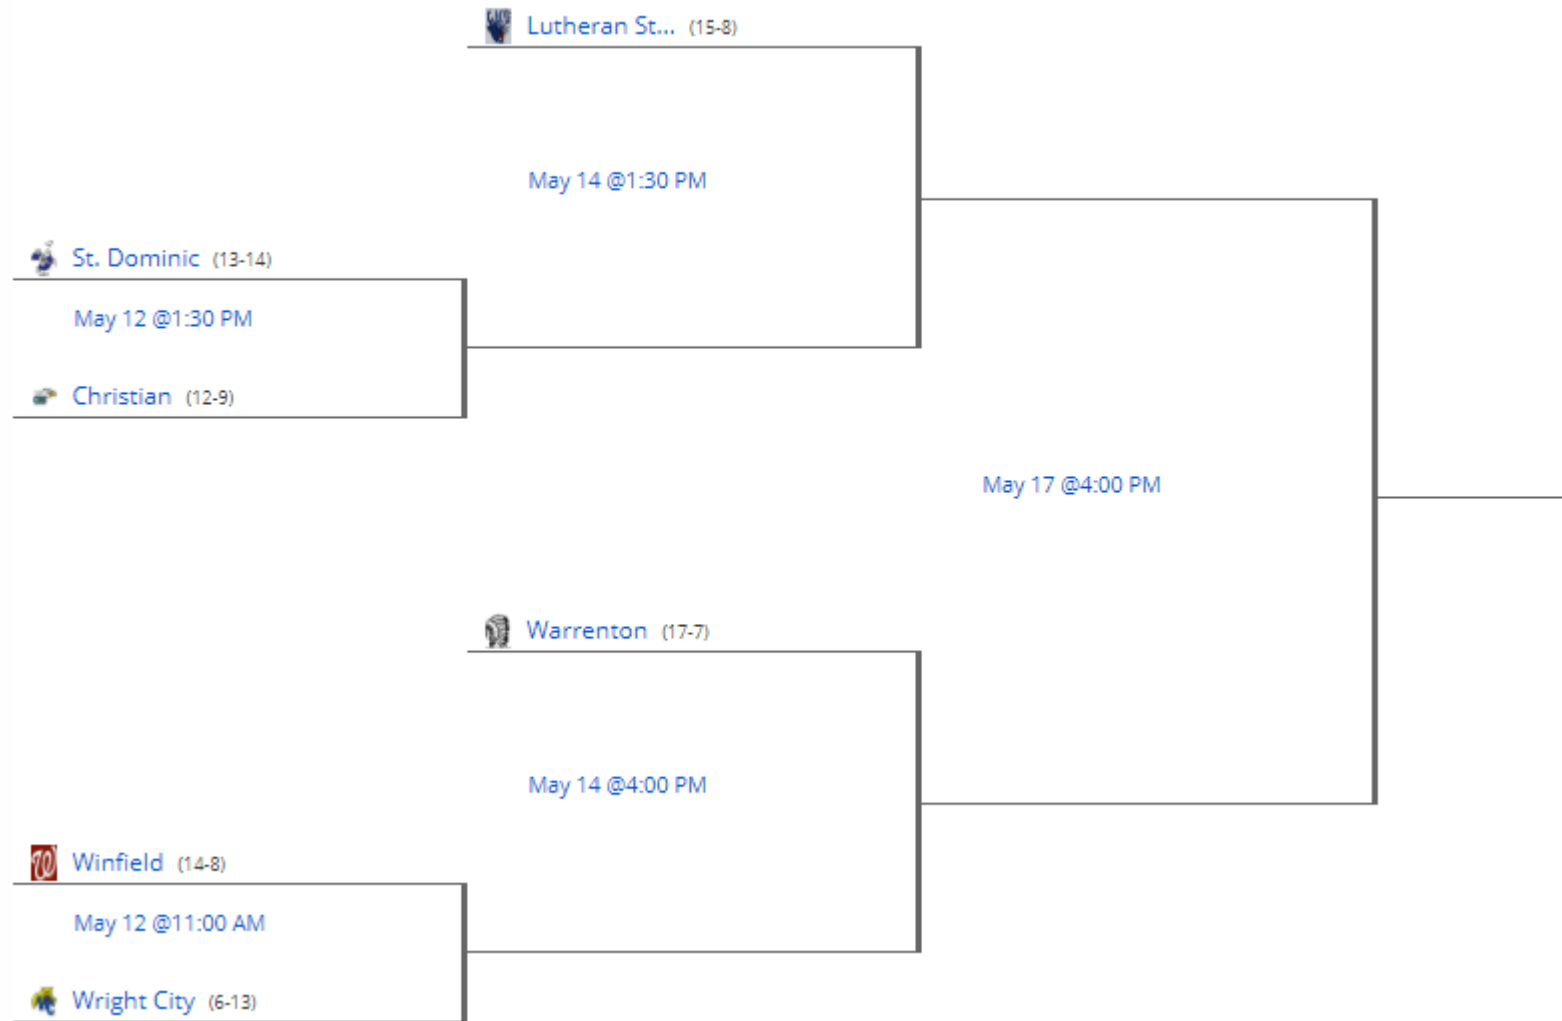 Lutheran St... (15-8)
May 14 @1:30 PM
St. Dominic (13-14)
May 12 @1:30 PM
Christian (12-9)
May 17 @4:00 PM
Warrenton (17-7)
May 14 @4:00 PM
W Winfield (14-8)
May 12 @11:00 AM
Wright City (6-13)